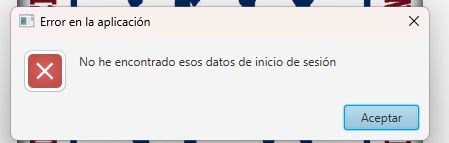 Error en la aplicación
No he encontrado esos datos de inicio de sesión
Aceptar